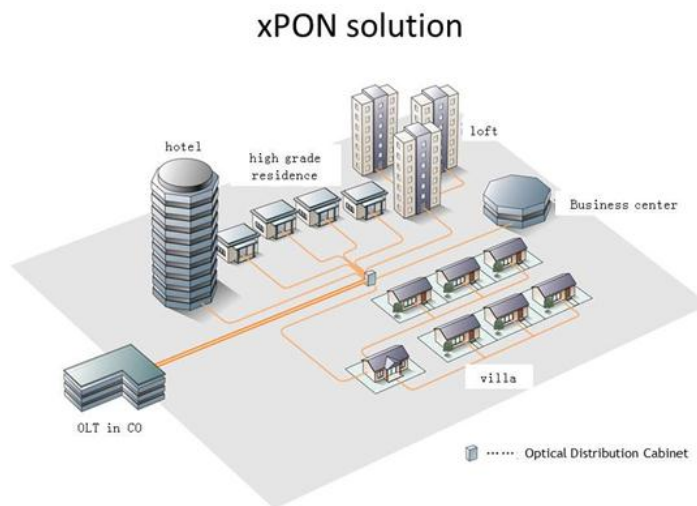 xPON solution
hotel
high grade
residence
loft
Business center
villa
OLT in CO
······ Optical Distribution Cabinet